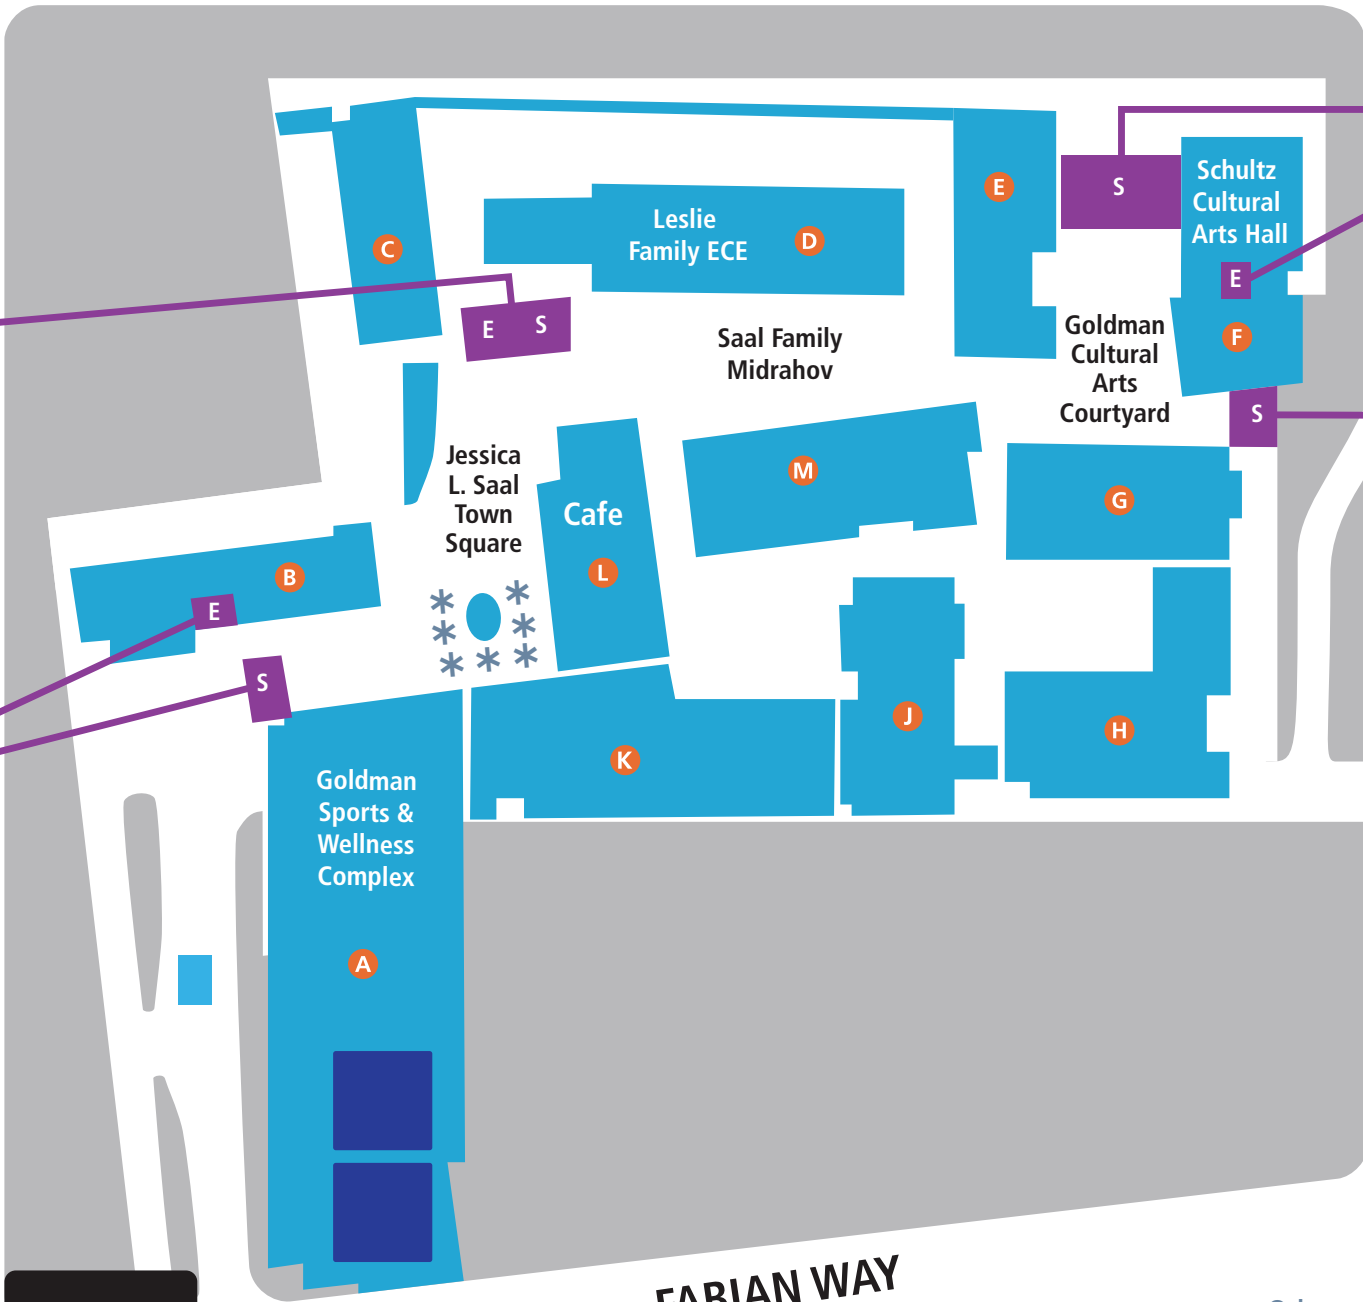 S
Schultz
Cultural
Arts Hall
E
E
C
Leslie
Family ECE
D
E
F
E S
Saal Family
Midrahov
Goldman
Cultural
Arts
Courtyard
S
Jessica
L. Saal
Town
Square
M
G
Cafe
L
B
E
S
J
H
K
Goldman
Sports &
Wellness
Complex
A
FABIAN WAY